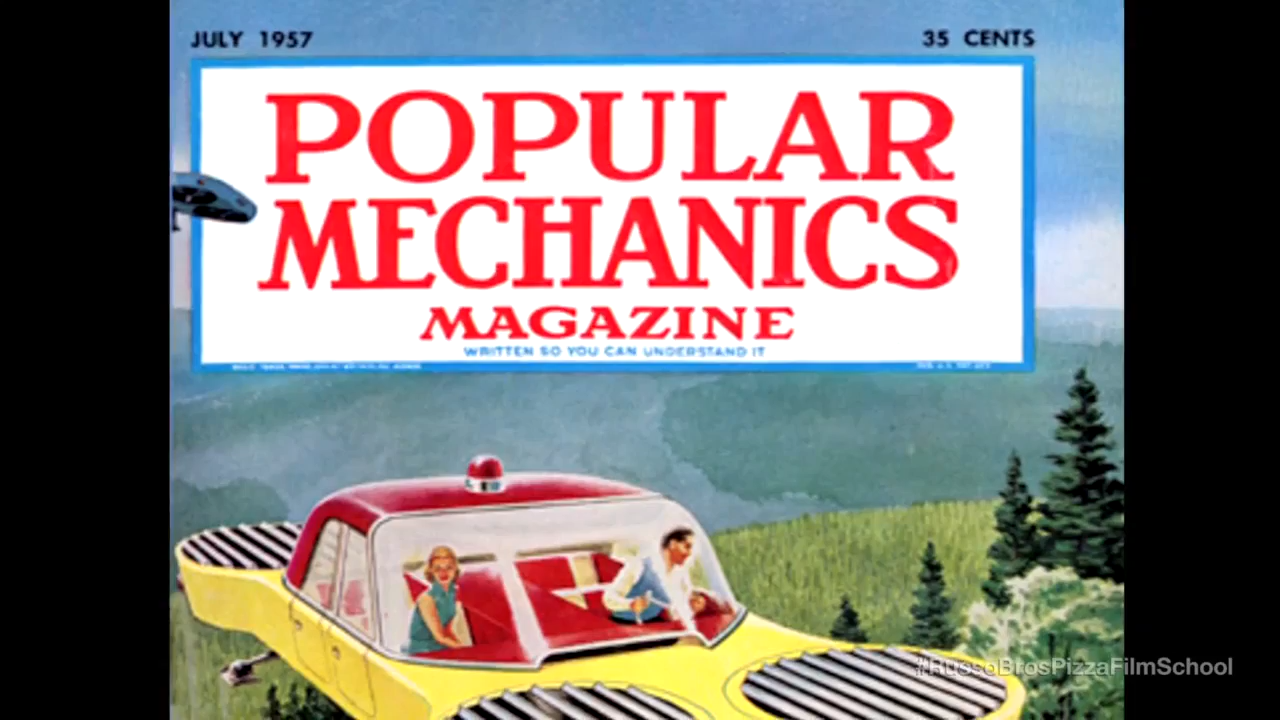 JULY 1957
35 CENTS
POPULAR
MECHANICS
MAGAZINE
WRITTEN SO YOU CAN UNDERSTAND IT
#RussoBrosPizzaFilmSchool